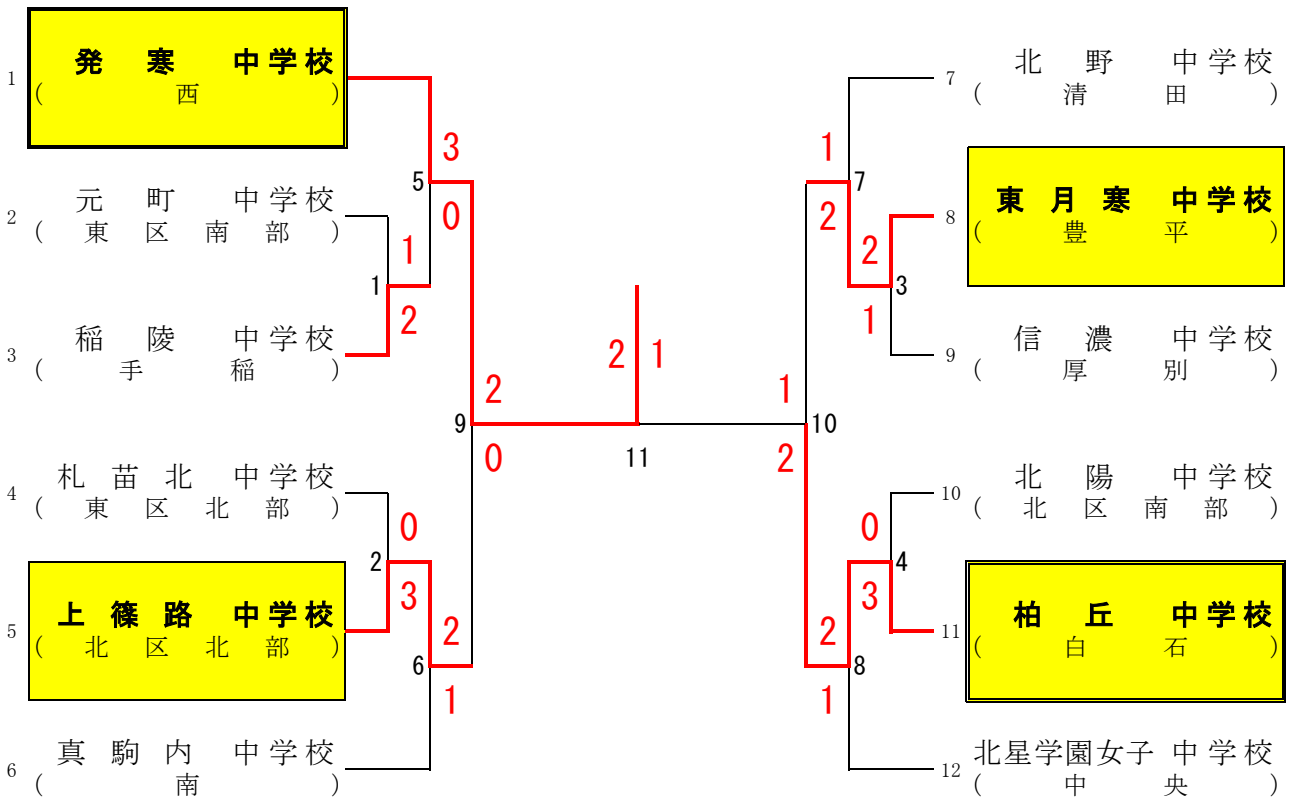 1 発寒 中学校
( 西 )
2 元町 中学校
( 東区南部 )
3 稲陵 中学校
( 手稲 )
4 札苗北 中学校
( 東区北部 )
5 上篠路 中学校
( 北区北部 )
6 真駒内 中学校
( 南 )
3
5
0
1
1
2
2
9
0
0
2
3
2
6
1
2 1
11
1
7
2
2
3
1
1
10
2
0
4
3
2
8
1
7 北野 中学校
( 清田 )
8 東月寒 中学校
( 豊平 )
9 信濃 中学校
( 厚別 )
10 北陽 中学校
( 北区南部 )
11 柏丘 中学校
( 白石 )
12 北星学園女子 中学校
( 中央 )